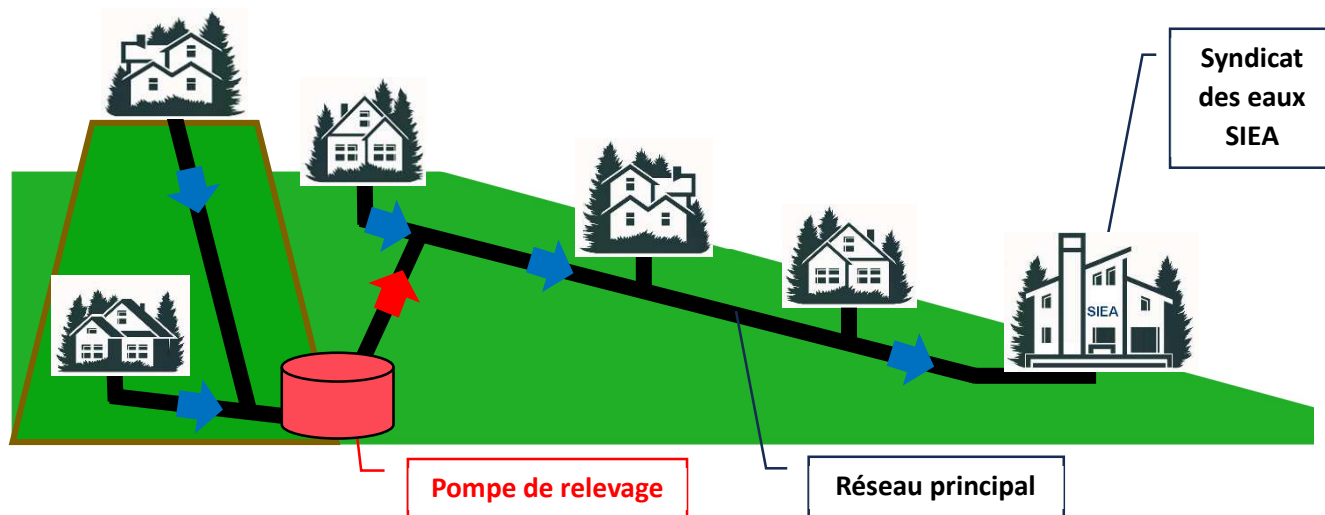 Syndicat
des eaux
SIEA
SIEA
Pompe de relevage
Réseau principal